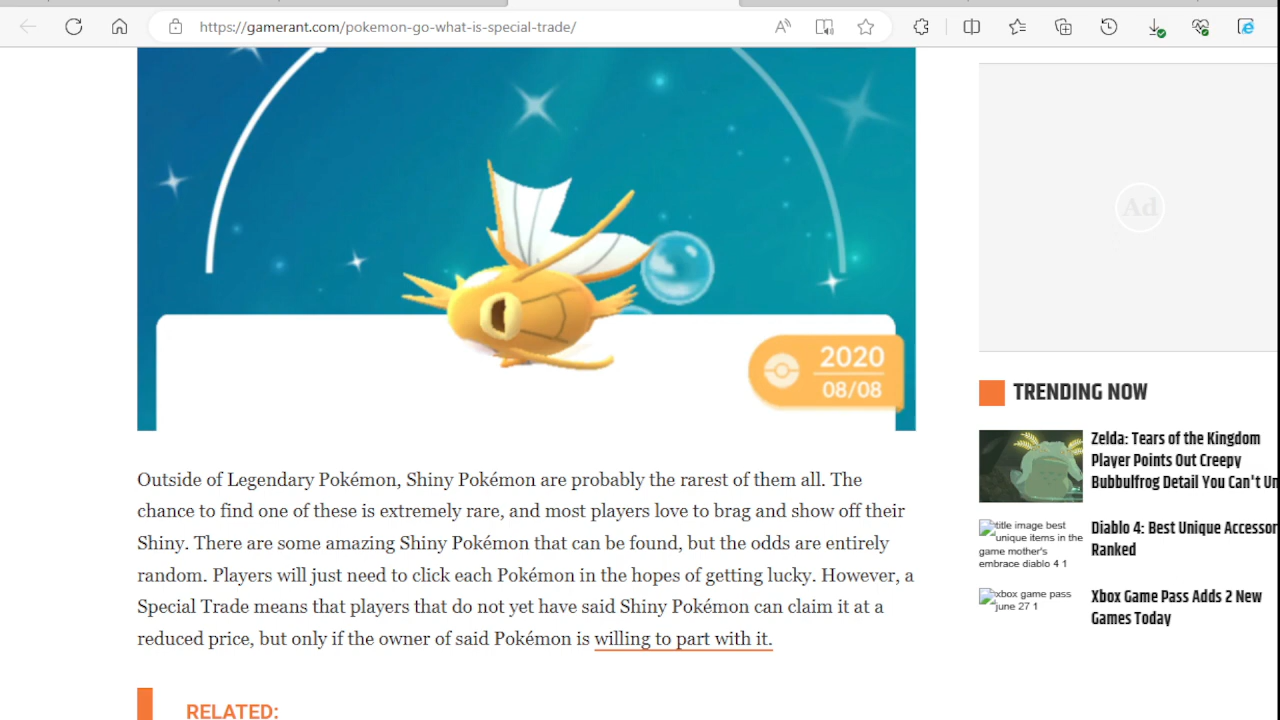 https://gamerant.com/pokemon-go-what-is-special-trade/
Ad
2020
08/08
TRENDING NOW
Zelda: Tears of the Kingdom
Player Points Out Creepy
Bubbulfrog Detail You Can't Un
title image best
unique items in the
game mother's
embrace diablo 4 1
Diablo 4: Best Unique Accessor
Ranked
xbox game pass
june 27 1
Xbox Game Pass Adds 2 New
Games Today
Outside of Legendary Pokémon, Shiny Pokémon are probably the rarest of them all. The
chance to find one of these is extremely rare, and most players love to brag and show off their
Shiny. There are some amazing Shiny Pokémon that can be found, but the odds are entirely
random. Players will just need to click each Pokémon in the hopes of getting lucky. However, a
Special Trade means that players that do not yet have said Shiny Pokémon can claim it at a
reduced price, but only if the owner of said Pokémon is willing to part with it.
RELATED: